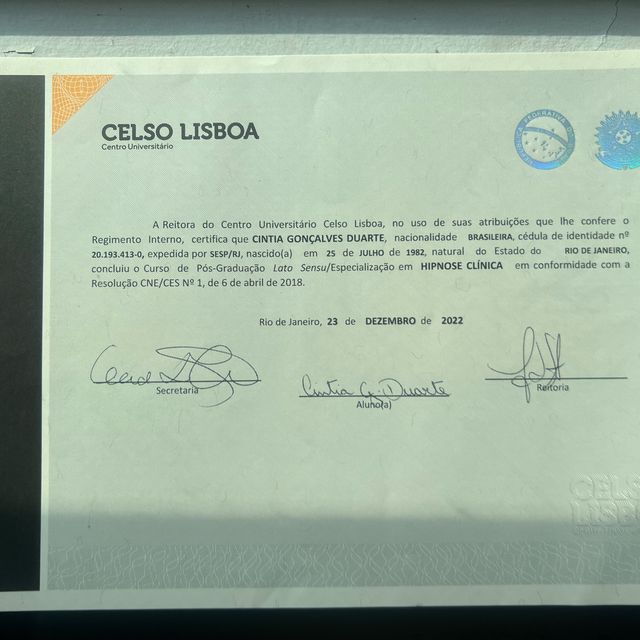 CELSO LISBOA
Centro Universitário
A Reitora do Centro Universitário Celso Lisboa, no uso de suas atribuições que lhe confere o
Regimento Interno, certifica que CINTIA GONÇALVES DUARTE, nacionalidade BRASILEIRA, cédula de identidade nº
20.193.413-0, expedida por SESP/RJ, nascido(a) em 25 de JULHO de 1982, natural do Estado do RIO DE JANEIRO,
concluiu o Curso de Pós-Graduação Lato Sensu/Especialização em HIPNOSE CLÍNICA em conformidade com a
Resolução CNE/CES Nº 1, de 6 de abril de 2018.
Rio de Janeiro, 23 de DEZEMBRO de 2022
Secretaria
Cintia G. Duarte
Aluno(a)
Reitoria
CELSO
LISBOA